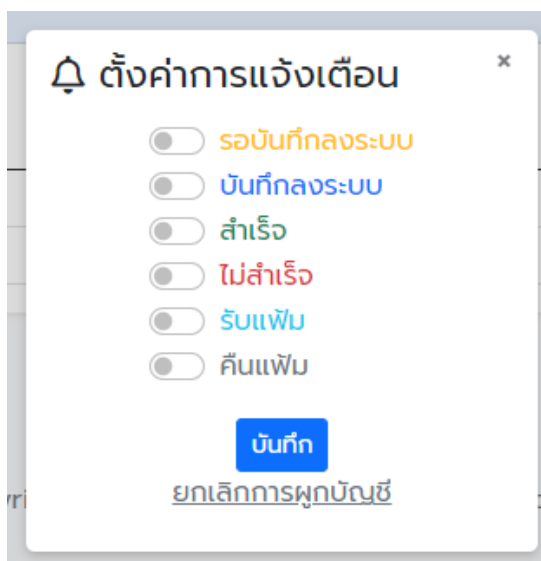 ตั้งค่าการแจ้งเตือน ×
รอบันทึกลงระบบ
บันทึกลงระบบ
สำเร็จ
ไม่สำเร็จ
รับแฟ้ม
คืนแฟ้ม
บันทึก
ยกเลิกการผูกบัญชี